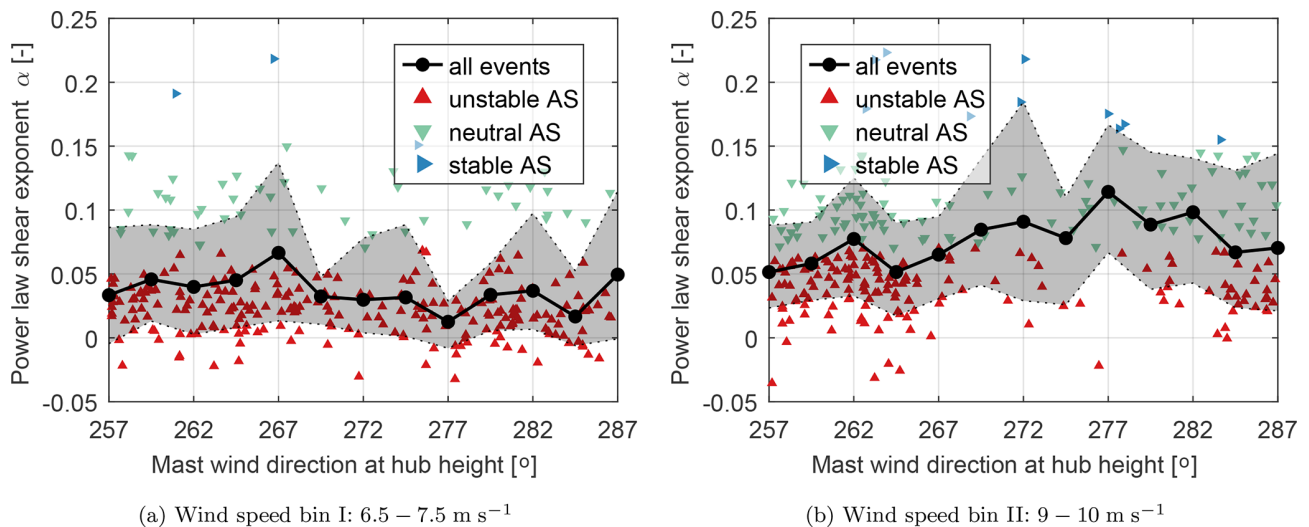 0.25
0.2
0.15
0.1
0.05
0
-0.05
Power law shear exponent α [-]
257
262
267
272
277
282
287
Mast wind direction at hub height [°]
all events
unstable AS
neutral AS
stable AS
(a) Wind speed bin I: 6.5 – 7.5 m s⁻¹
0.25
0.2
0.15
0.1
0.05
0
-0.05
Power law shear exponent α [-]
257
262
267
272
277
282
287
Mast wind direction at hub height [°]
all events
unstable AS
neutral AS
stable AS
(b) Wind speed bin II: 9 – 10 m s⁻¹